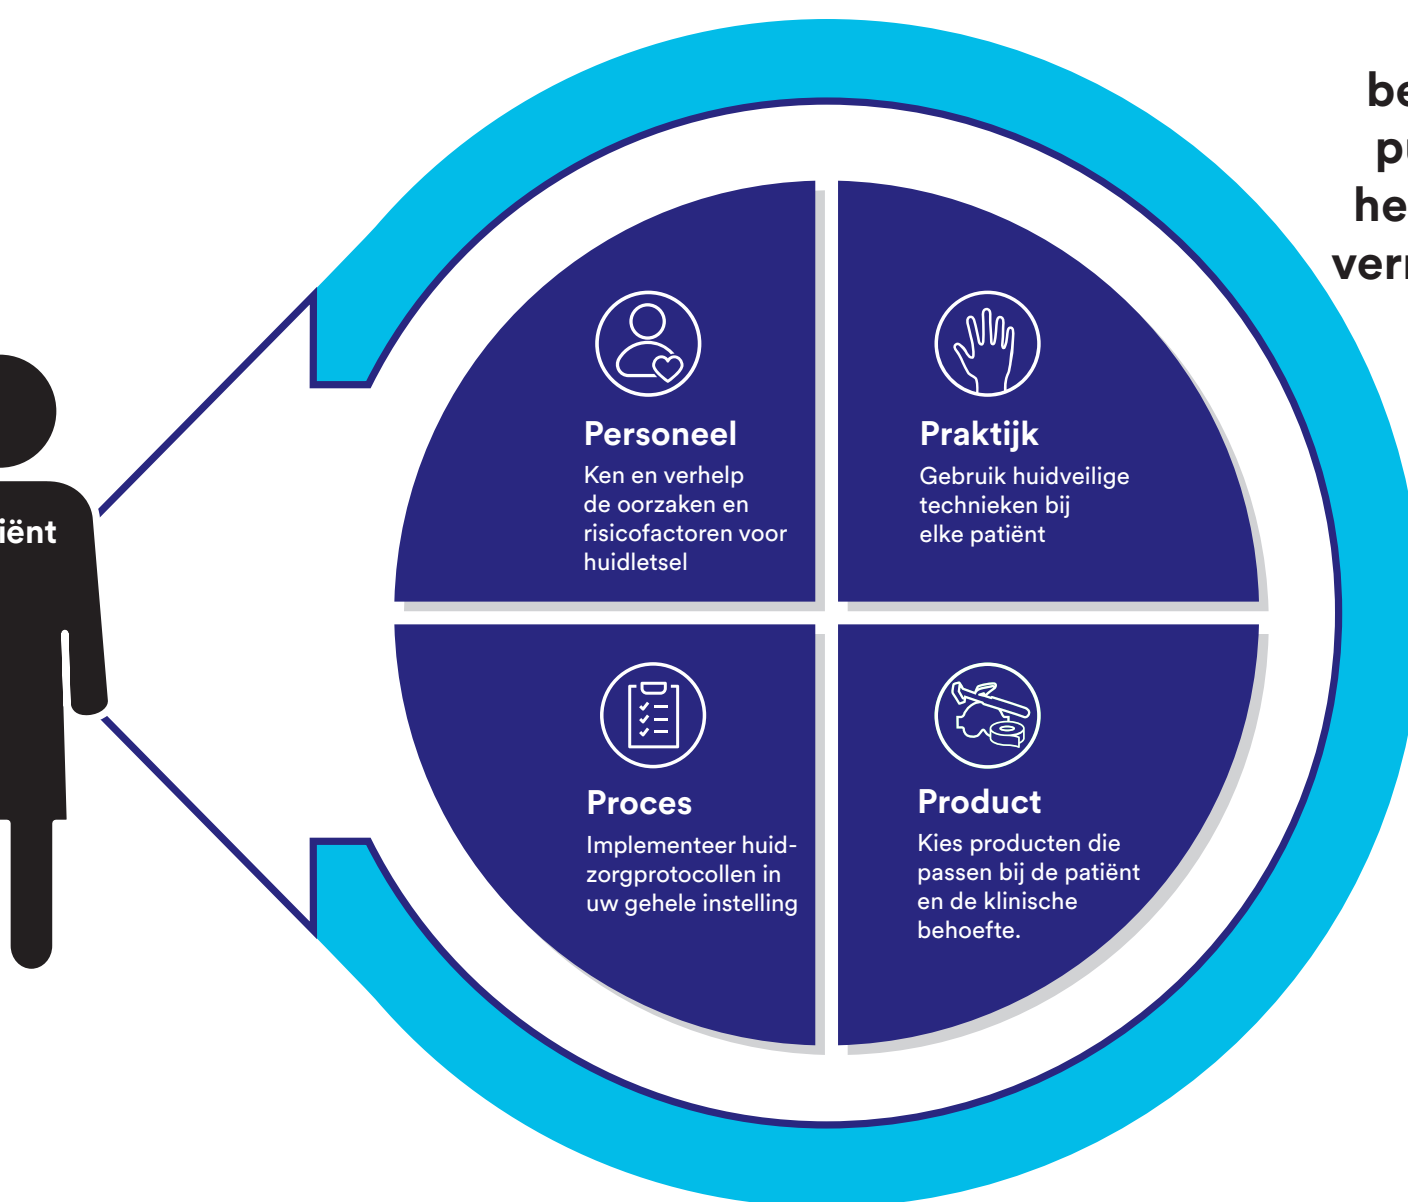 Personeel
Ken en verhelp
de oorzaken en
risicofactoren voor
huidletsel
Praktijk
Gebruik huidveilige
technieken bij
elke patiënt
Proces
Implementeer huid-
zorgprotocollen in
uw gehele instelling
Product
Kies producten die
passen bij de patiënt
en de klinische
behoefte.